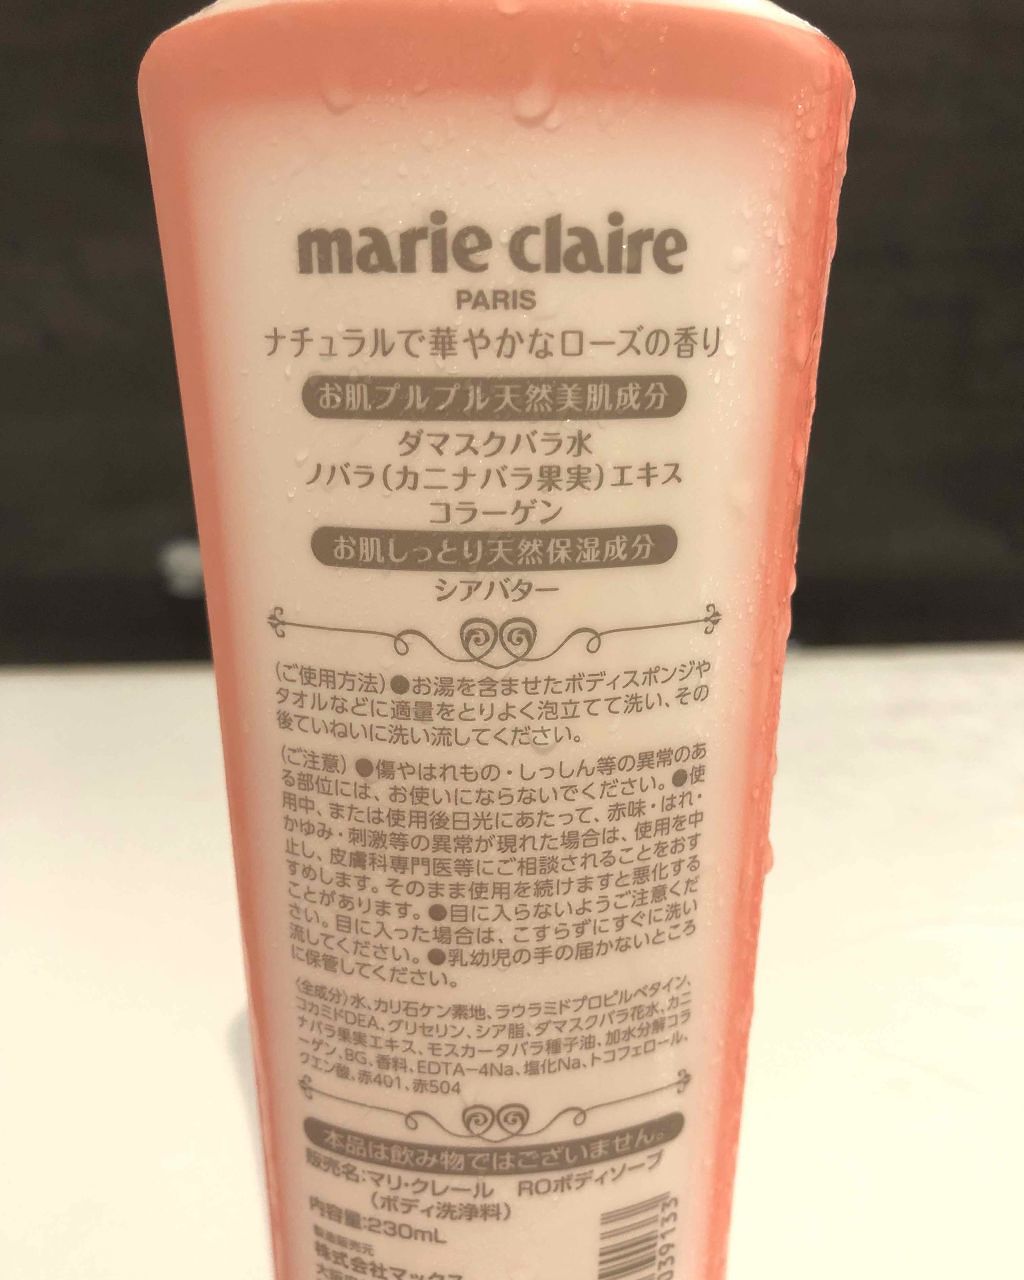 marie claire
PARIS
ナチュラルで華やかなローズの香り
お肌プルプル天然美肌成分
ダマスクバラ水
ノバラ(カニナバラ果実)エキス
コラーゲン
お肌しっとり天然保湿成分
シアバター
(ご使用方法)●お湯を含ませたボディスポンジや
タオルなどに適量をとりよく泡立てて洗い、その
後ていねいに洗い流してください。
(ご注意)●傷やはれもの・しっしん等の異常のあ
る部位には、お使いにならないでください。●使
用中、または使用後日光にあたって、赤味・はれ・
かゆみ・刺激等の異常が現れた場合は、使用を中
止し、皮膚科専門医等にご相談されることをおす
すめします。そのまま使用を続けますと悪化する
ことがあります。●目に入らないようご注意くだ
さい。目に入った場合は、こすらずにすぐに洗い
流してください。●乳幼児の手の届かないところ
に保管してください。
(全成分)水、カリ石ケン素地、ラウラミドプロピルベタイン、
コカミドDEA、グリセリン、シア脂、ダマスクバラ花水、カニ
ナバラ果実エキス、モスカータバラ種子油、加水分解コラ
ーゲン、BG、香料、EDTA-4Na、塩化Na、トコフェロール、
クエン酸、赤401、赤504
本品は飲み物ではございません。
販売名:マリ・クレール ROボディソープ
(ボディ洗浄料)
内容量:230mL
製造販売元
株式会社マックス
039133